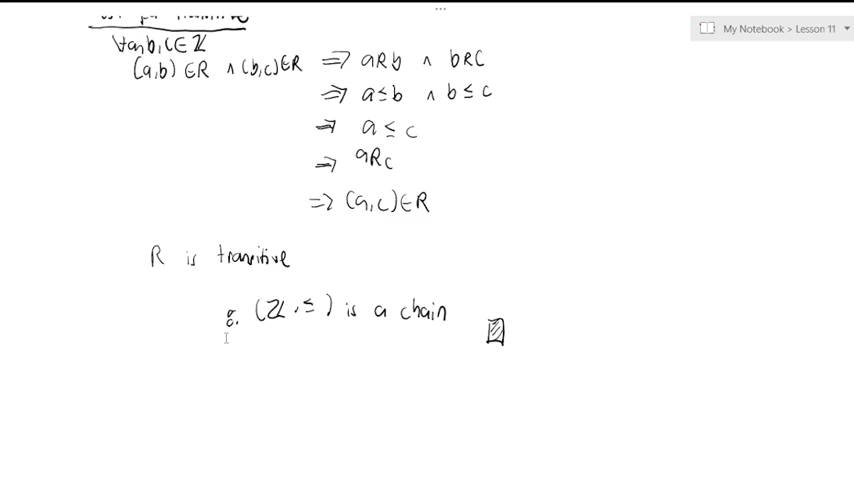 My Notebook > Lesson 11
∀a,b,c∈ℤ
(a,b)∈R ∧ (b,c)∈R ⇒ aRb ∧ bRc
⇒ a≤b ∧ b≤c
⇒ a≤c
⇒ aRc
⇒ (a,c)∈R
R is transitive
(ℤ,≤) is a chain